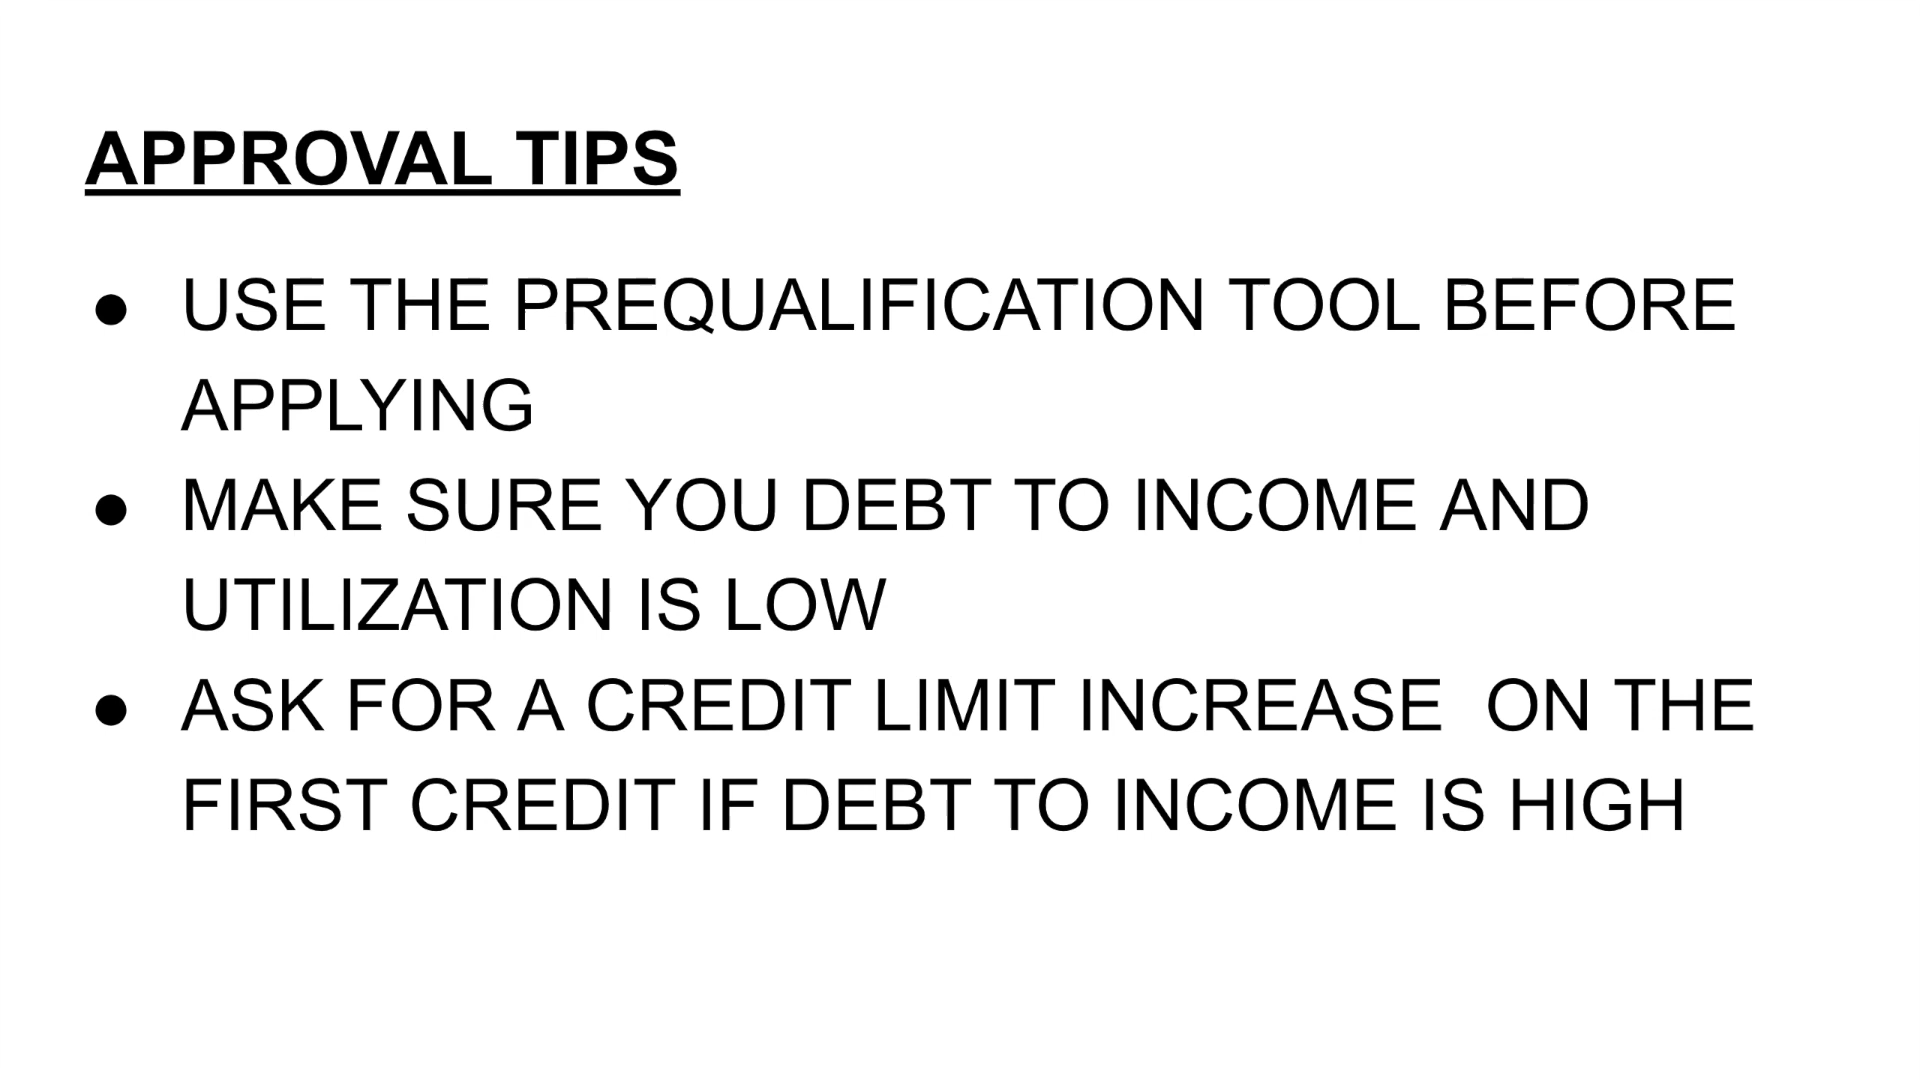 APPROVAL TIPS
● USE THE PREQUALIFICATION TOOL BEFORE
APPLYING
● MAKE SURE YOU DEBT TO INCOME AND
UTILIZATION IS LOW
● ASK FOR A CREDIT LIMIT INCREASE  ON THE
FIRST CREDIT IF DEBT TO INCOME IS HIGH